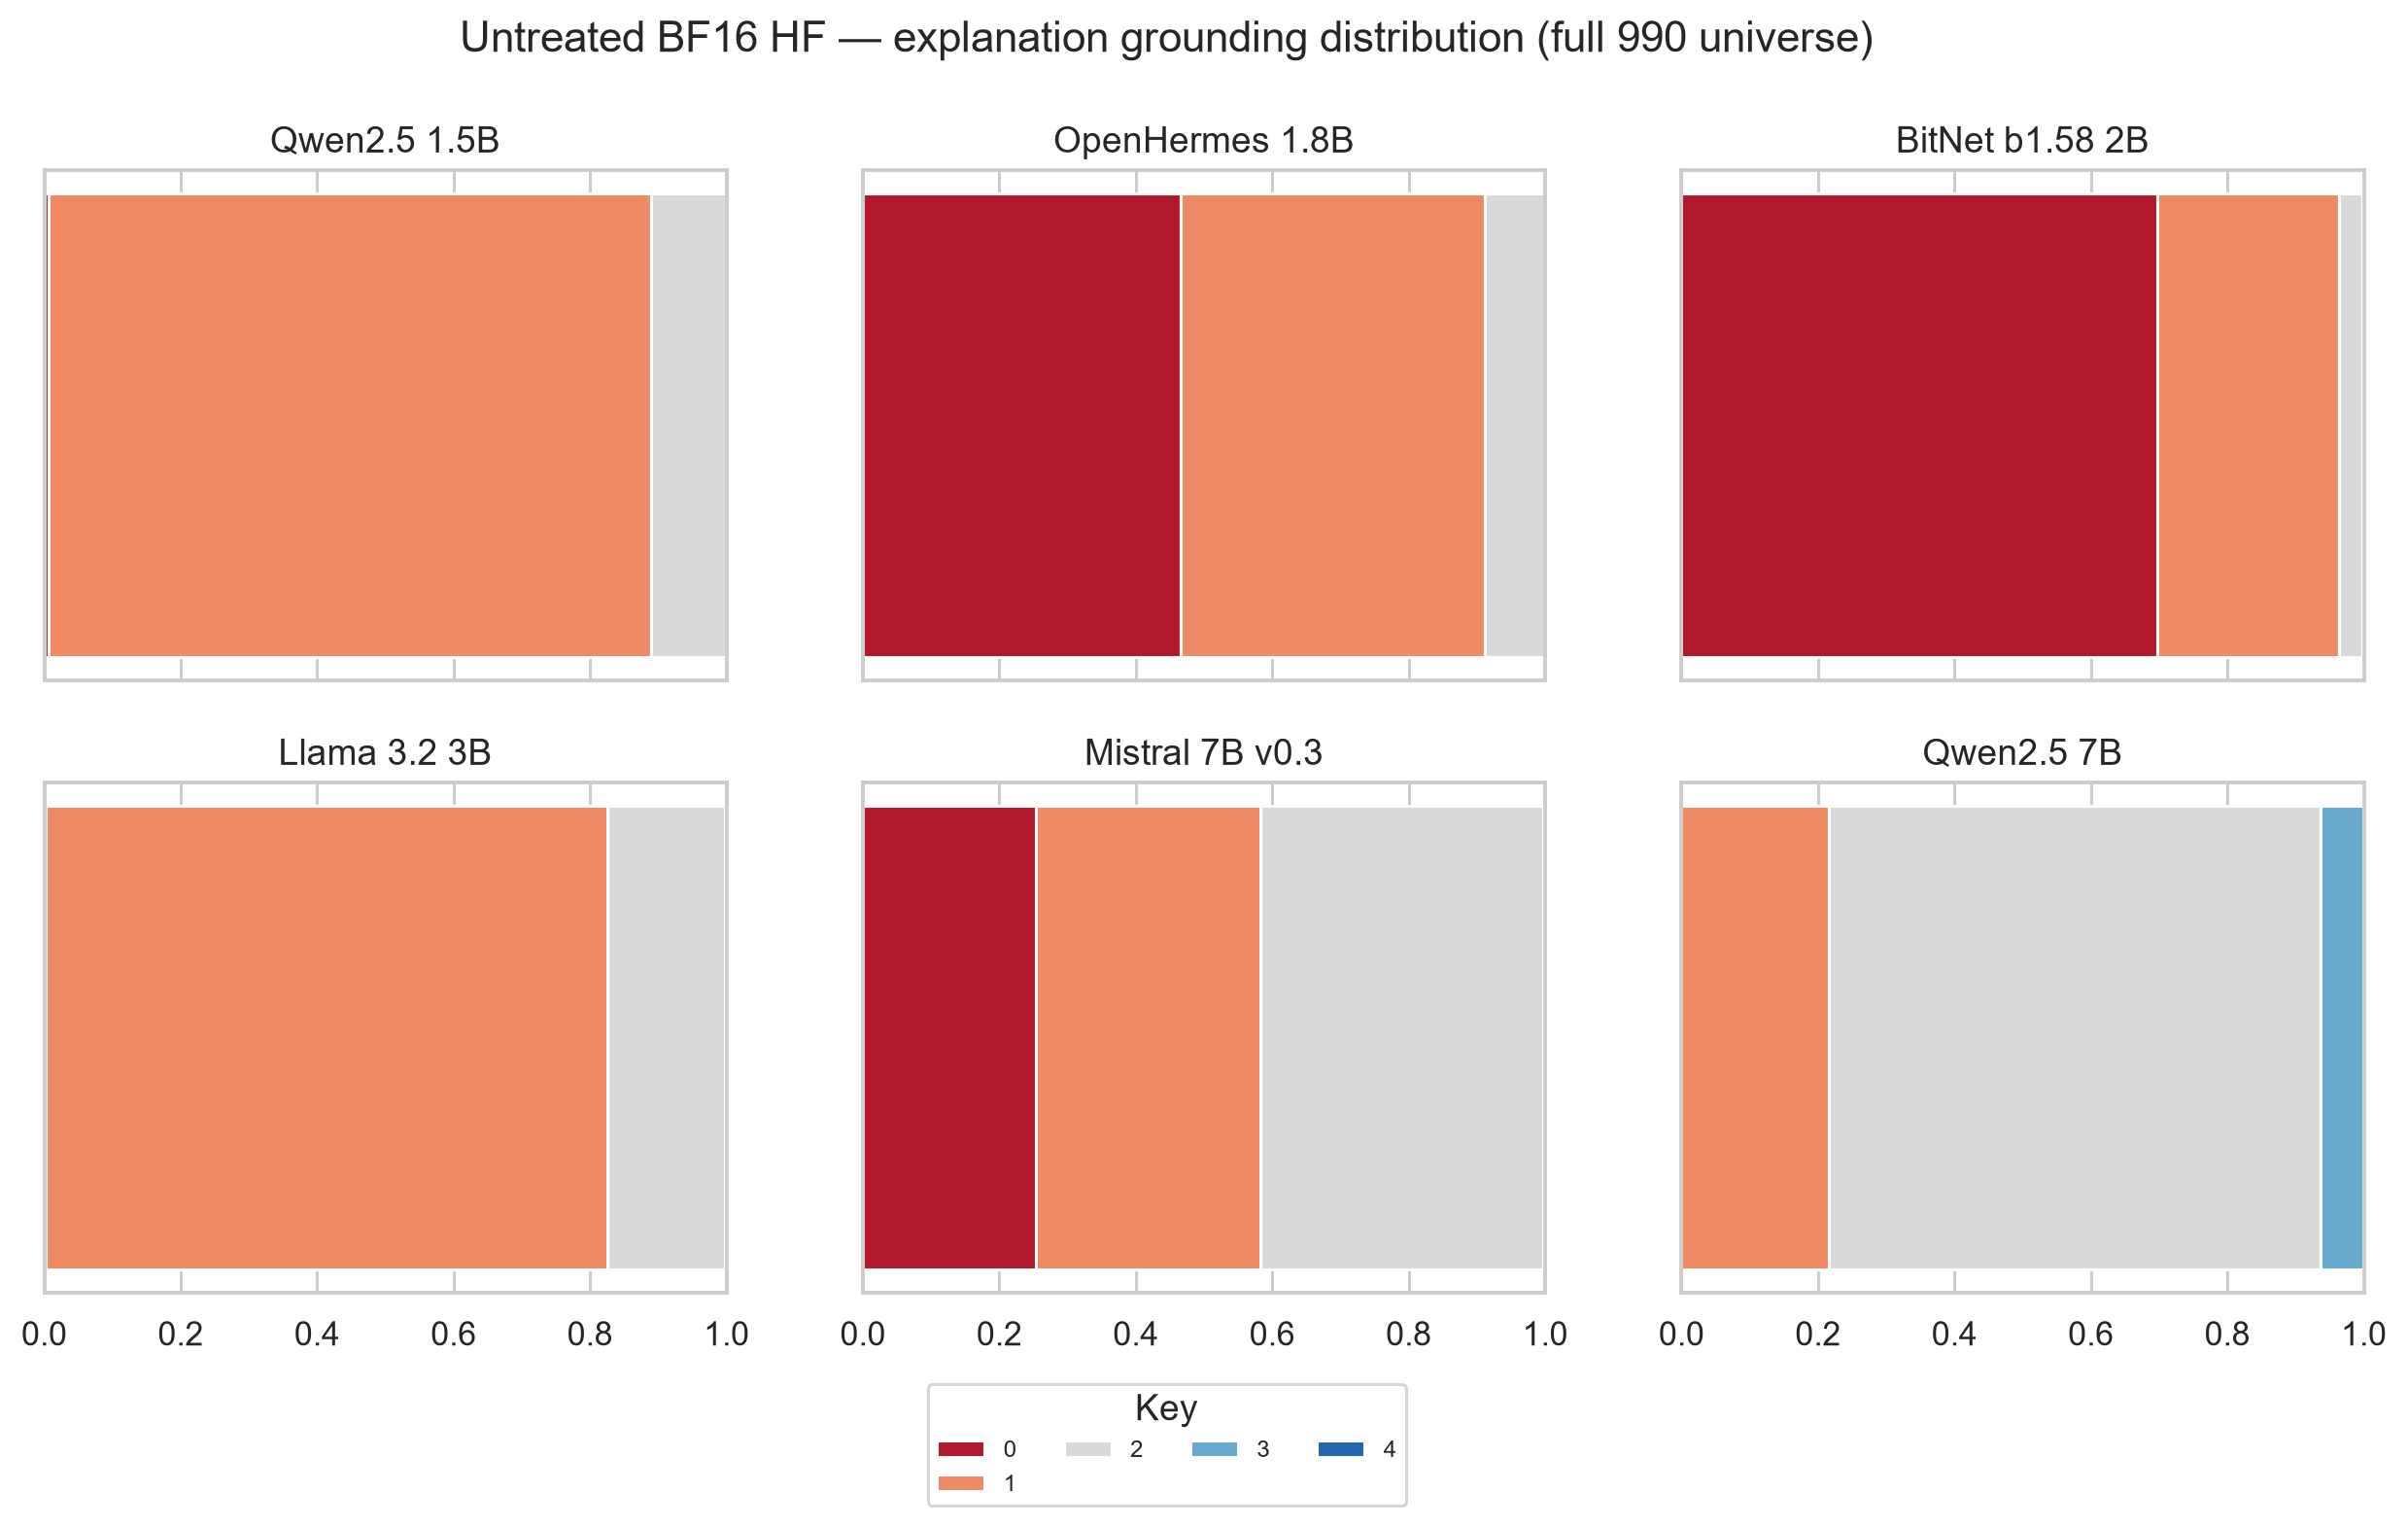 Untreated BF16 HF — explanation grounding distribution (full 990 universe)
Qwen2.5 1.5B
OpenHermes 1.8B
BitNet b1.58 2B
Llama 3.2 3B
Mistral 7B v0.3
Qwen2.5 7B
0.0 0.2 0.4 0.6 0.8 1.0
0.0 0.2 0.4 0.6 0.8 1.0
0.0 0.2 0.4 0.6 0.8 1.0
Key
0 2 3 4
1